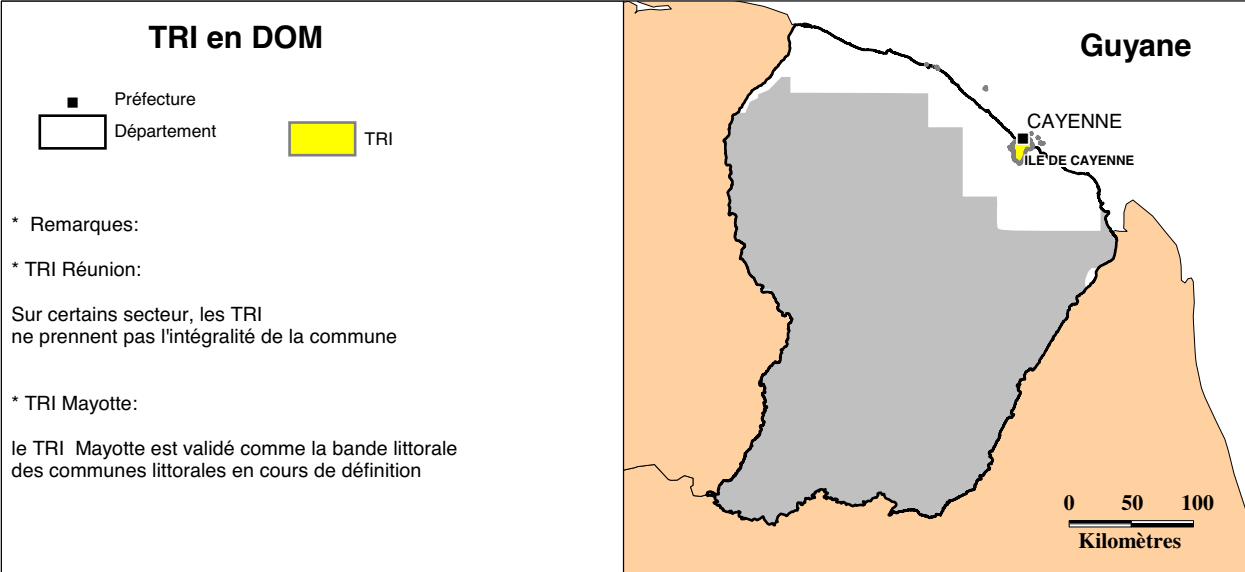 TRI en DOM
Préfecture
Département
TRI
* Remarques:
* TRI Réunion:
Sur certains secteur, les TRI
ne prennent pas l'intégralité de la commune
* TRI Mayotte:
le TRI Mayotte est validé comme la bande littorale
des communes littorales en cours de définition
Guyane
CAYENNE
ILE DE CAYENNE
0 50 100
Kilomètres